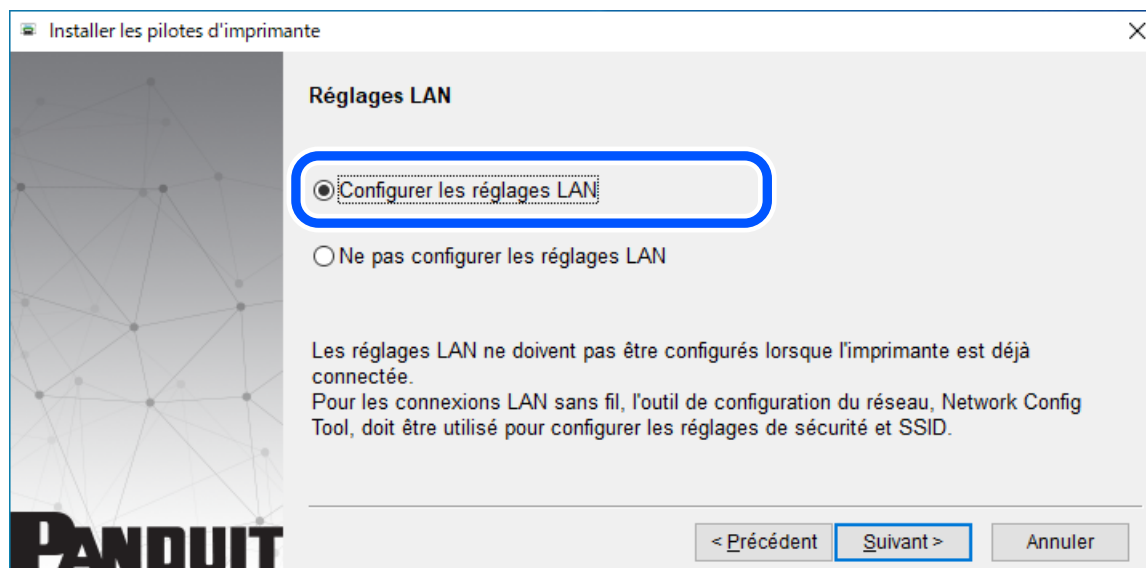 Installer les pilotes d'imprimante
Réglages LAN
Configurer les réglages LAN
Ne pas configurer les réglages LAN
Les réglages LAN ne doivent pas être configurés lorsque l'imprimante est déjà
connectée.
Pour les connexions LAN sans fil, l'outil de configuration du réseau, Network Config
Tool, doit être utilisé pour configurer les réglages de sécurité et SSID.
PANDUIT
< Précédent
Suivant >
Annuler